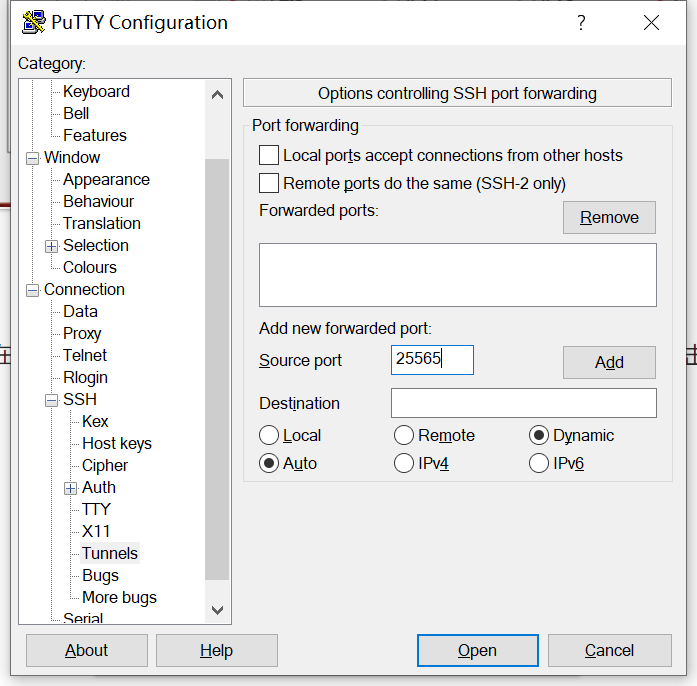 PuTTY Configuration
?
Category:
Keyboard
Bell
Features
Window
Appearance
Behaviour
Translation
Selection
Colours
Connection
Data
Proxy
Telnet
Rlogin
SSH
Kex
Host keys
Cipher
Auth
TTY
X11
Tunnels
Bugs
More bugs
Serial
Options controlling SSH port forwarding
Port forwarding
Local ports accept connections from other hosts
Remote ports do the same (SSH-2 only)
Forwarded ports:
Remove
Add new forwarded port:
Source port
25565
Add
Destination
Local
Remote
Dynamic
Auto
IPv4
IPv6
About
Help
Open
Cancel